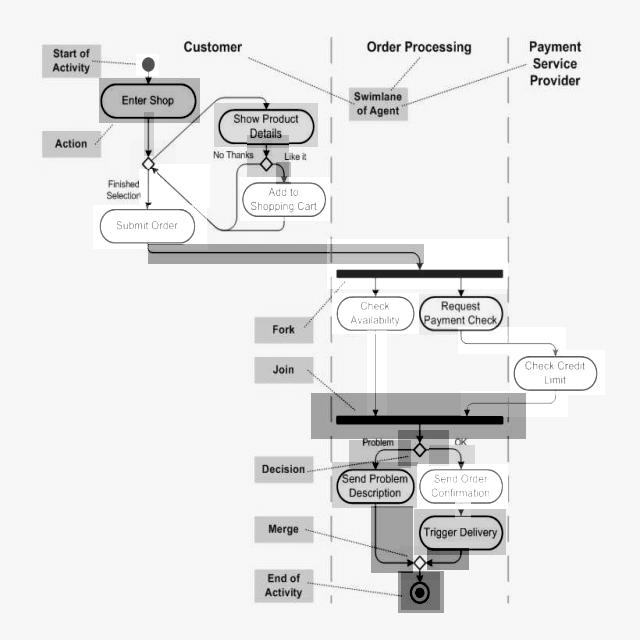 Start of
Activity
Customer
Order Processing
Payment
Service
Provider
Enter Shop
Swimlane
of Agent
Show Product
Details
Action
No Thanks
Like it
Finished
Selection
Add to
Shopping Cart
Submit Order
Fork
Check
Availability
Request
Payment Check
Join
Check Credit
Limit
Problem
OK
Decision
Send Problem
Description
Send Order
Confirmation
Merge
Trigger Delivery
End of
Activity